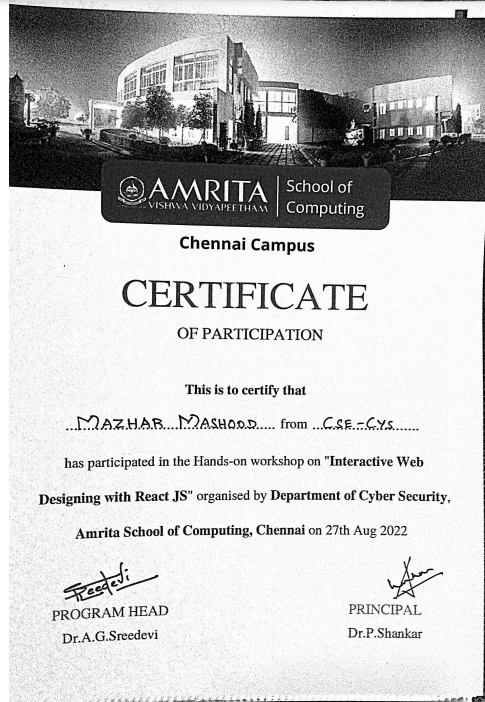 AMRITA
VISHWA VIDYAPEETHAM
School of
Computing
Chennai Campus
CERTIFICATE
OF PARTICIPATION
This is to certify that
MAZHAR MASHOOD from CSE-CYS
has participated in the Hands-on workshop on "Interactive Web
Designing with React JS" organised by Department of Cyber Security,
Amrita School of Computing, Chennai on 27th Aug 2022
Sreedevi
PROGRAM HEAD
Dr.A.G.Sreedevi
PRINCIPAL
Dr.P.Shankar